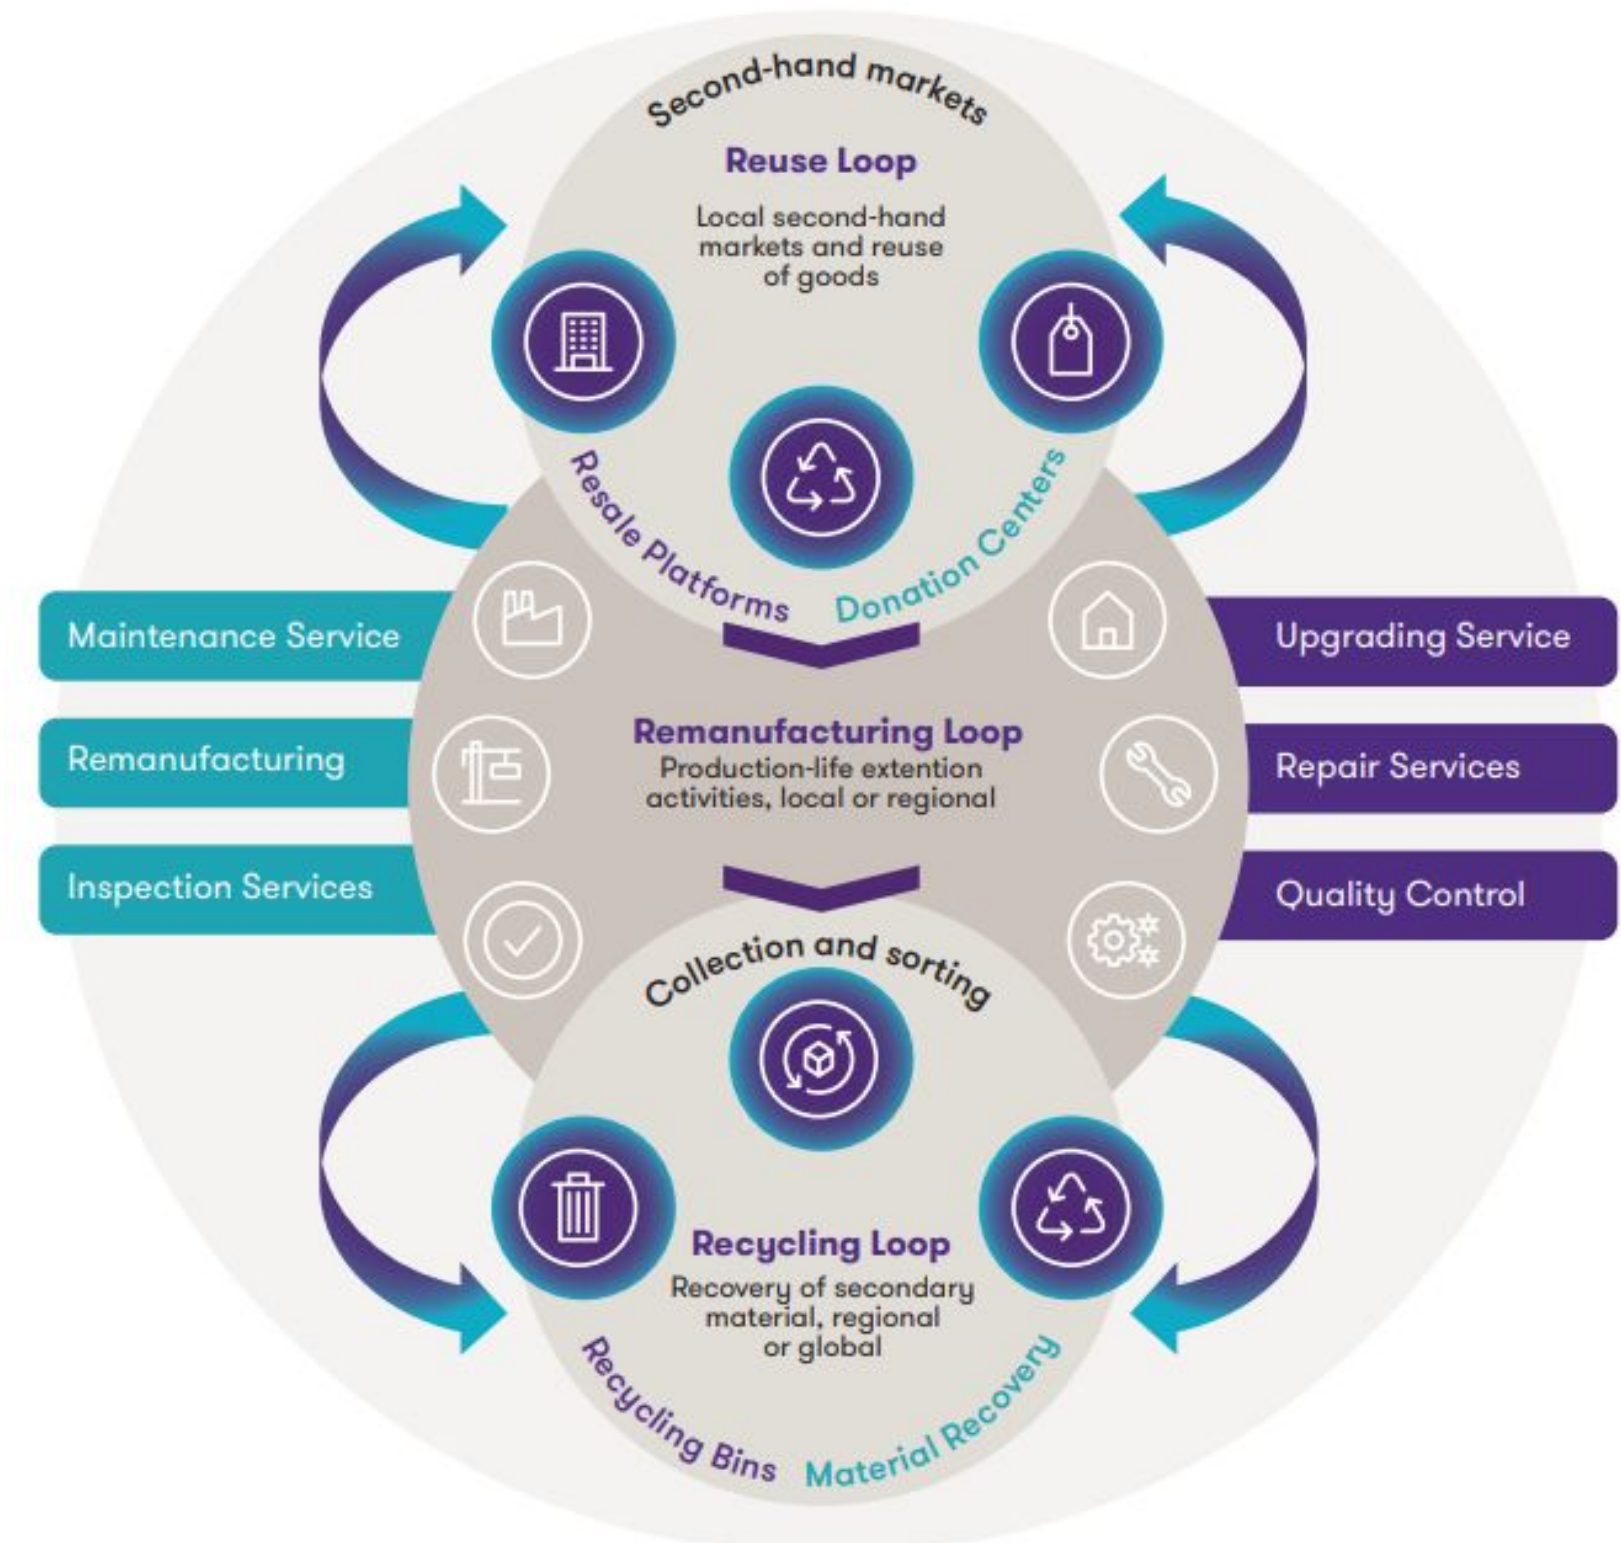 Second-hand markets
Reuse Loop
Local second-hand
markets and reuse
of goods
Resale Platforms
Donation Centers
Maintenance Service
Remanufacturing
Inspection Services
Upgrading Service
Repair Services
Quality Control
Remanufacturing Loop
Production-life extention
activities, local or regional
Collection and sorting
Recycling Loop
Recovery of secondary
material, regional
or global
Recycling Bins
Material Recovery